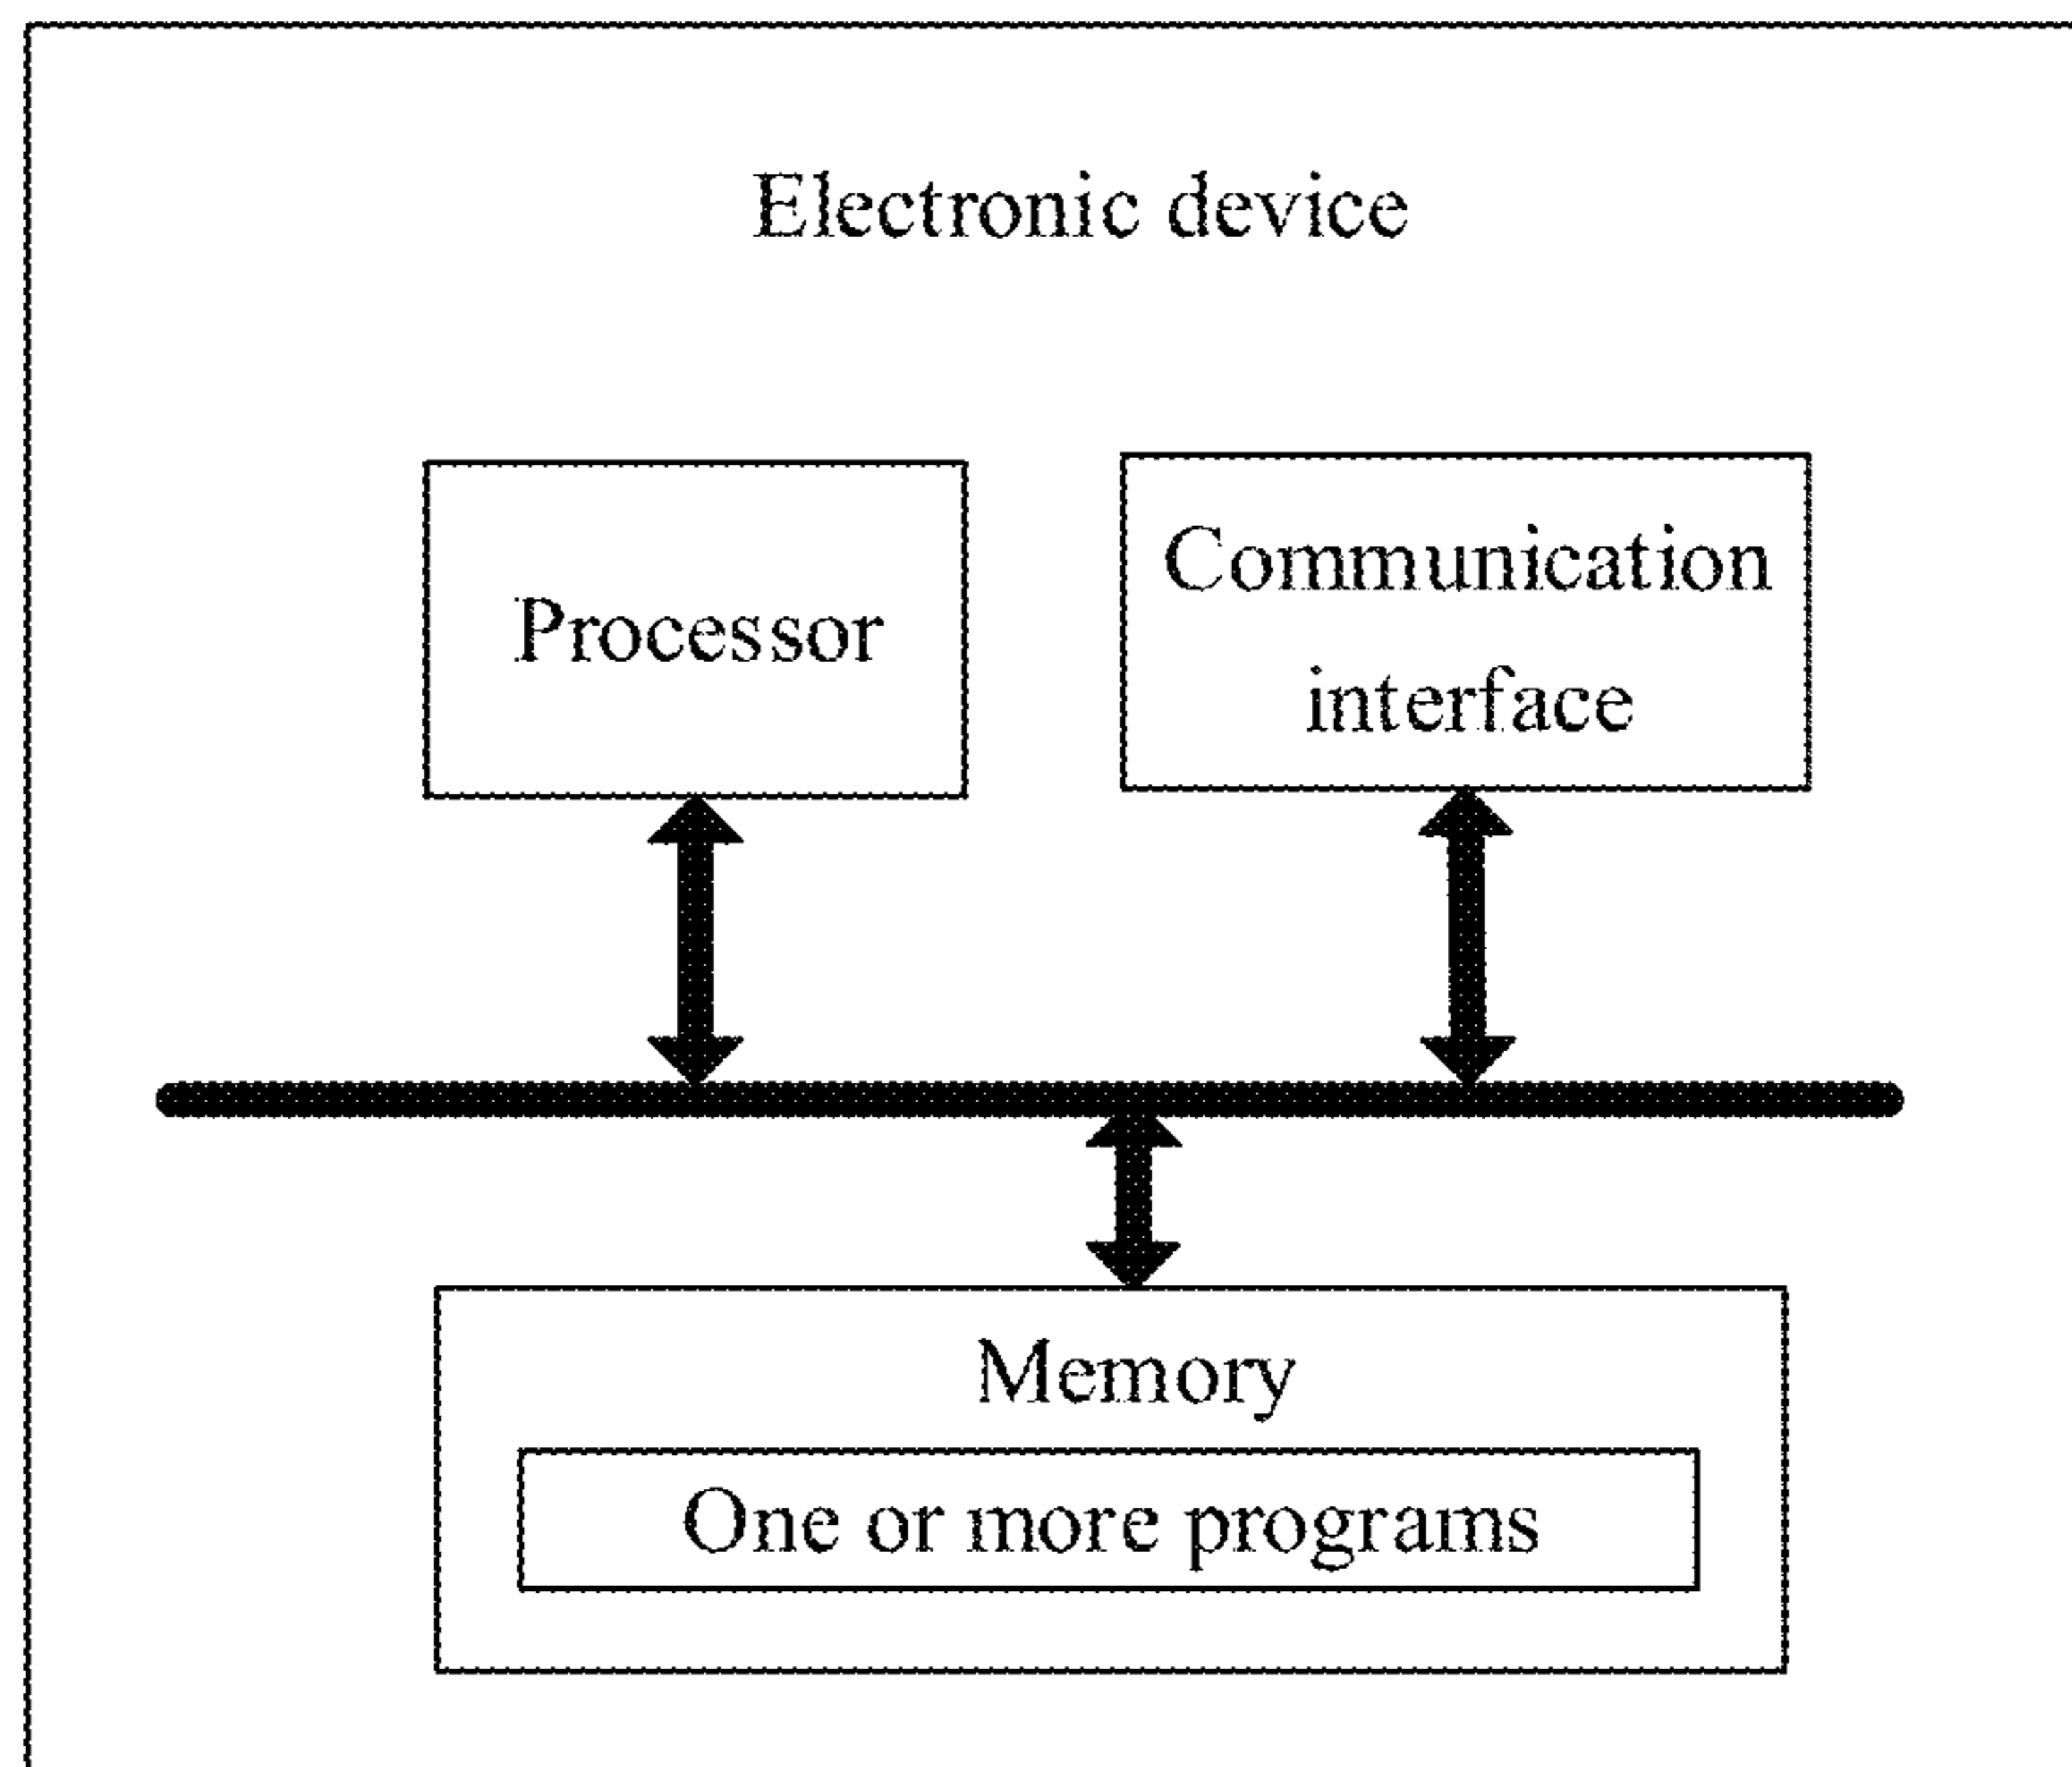 Electronic device
Processor
Communication
interface
Memory
One or more programs